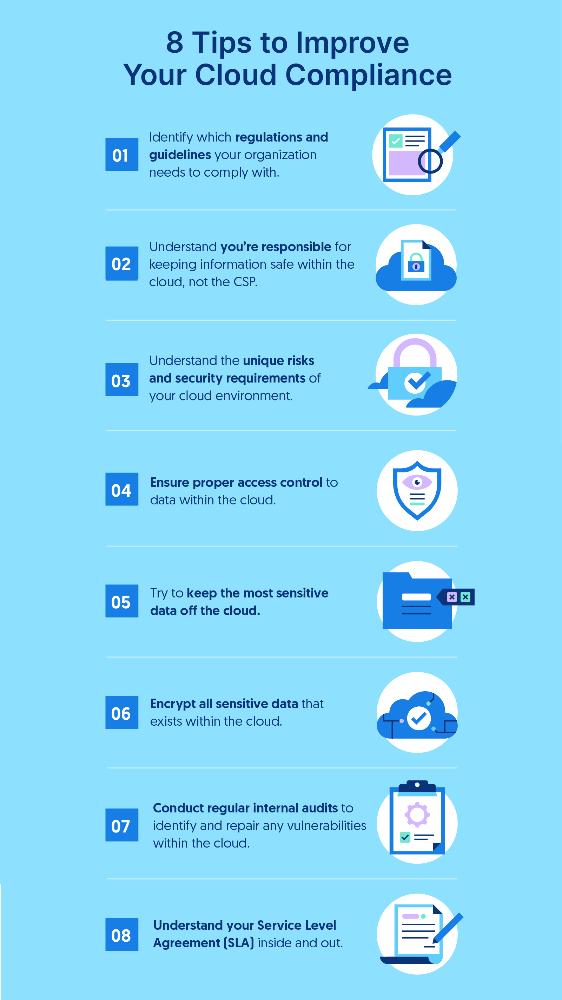 8 Tips to Improve
Your Cloud Compliance
01
Identify which regulations and
guidelines your organization
needs to comply with.
02
Understand you’re responsible for
keeping information safe within the
cloud, not the CSP.
03
Understand the unique risks
and security requirements of
your cloud environment.
04
Ensure proper access control to
data within the cloud.
05
Try to keep the most sensitive
data off the cloud.
06
Encrypt all sensitive data that
exists within the cloud.
07
Conduct regular internal audits to
identify and repair any vulnerabilities
within the cloud.
08
Understand your Service Level
Agreement (SLA) inside and out.